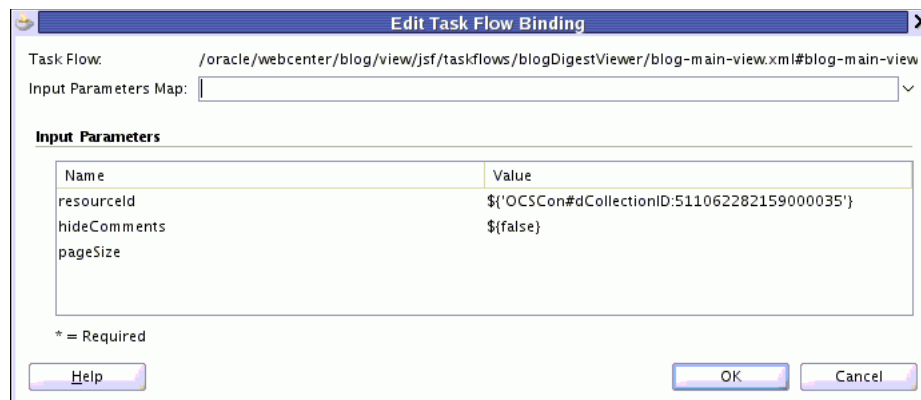 Edit Task Flow Binding
Task Flow: /oracle/webcenter/blog/view/jsf/taskflows/blogDigestViewer/blog-main-view.xml#blog-main-view
Input Parameters Map:
Input Parameters
Name Value
resourceId ${'OCSCon#dCollectionID:511062282159000035'}
hideComments ${false}
pageSize
* = Required
Help OK Cancel